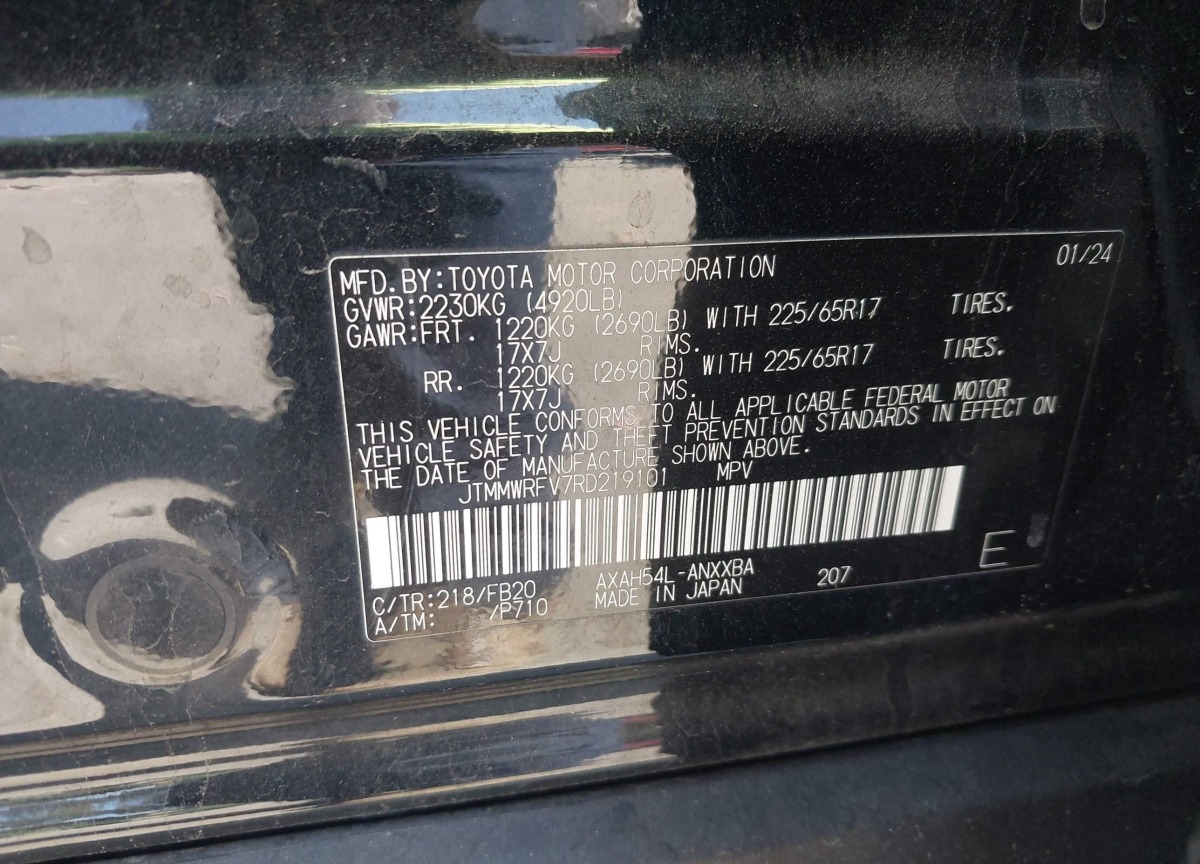 01/24
MFD.BY:TOYOTA MOTOR CORPORATION
GVWR:2230KG (4920LB)
GAWR:FRT. 1220KG (2690LB) WITH 225/65R17 TIRES.
17X7J RIMS.
RR. 1220KG (2690LB) WITH 225/65R17 TIRES.
17X7J RIMS.
THIS VEHICLE CONFORMS TO ALL APPLICABLE FEDERAL MOTOR
VEHICLE SAFETY AND THEFT PREVENTION STANDARDS IN EFFECT ON
THE DATE OF MANUFACTURE SHOWN ABOVE.
JTMMWRFV7RD219101 MPV
C/TR:218/FB20 AXAH54L-ANXXBA 207 E
A/TM: /P710 MADE IN JAPAN